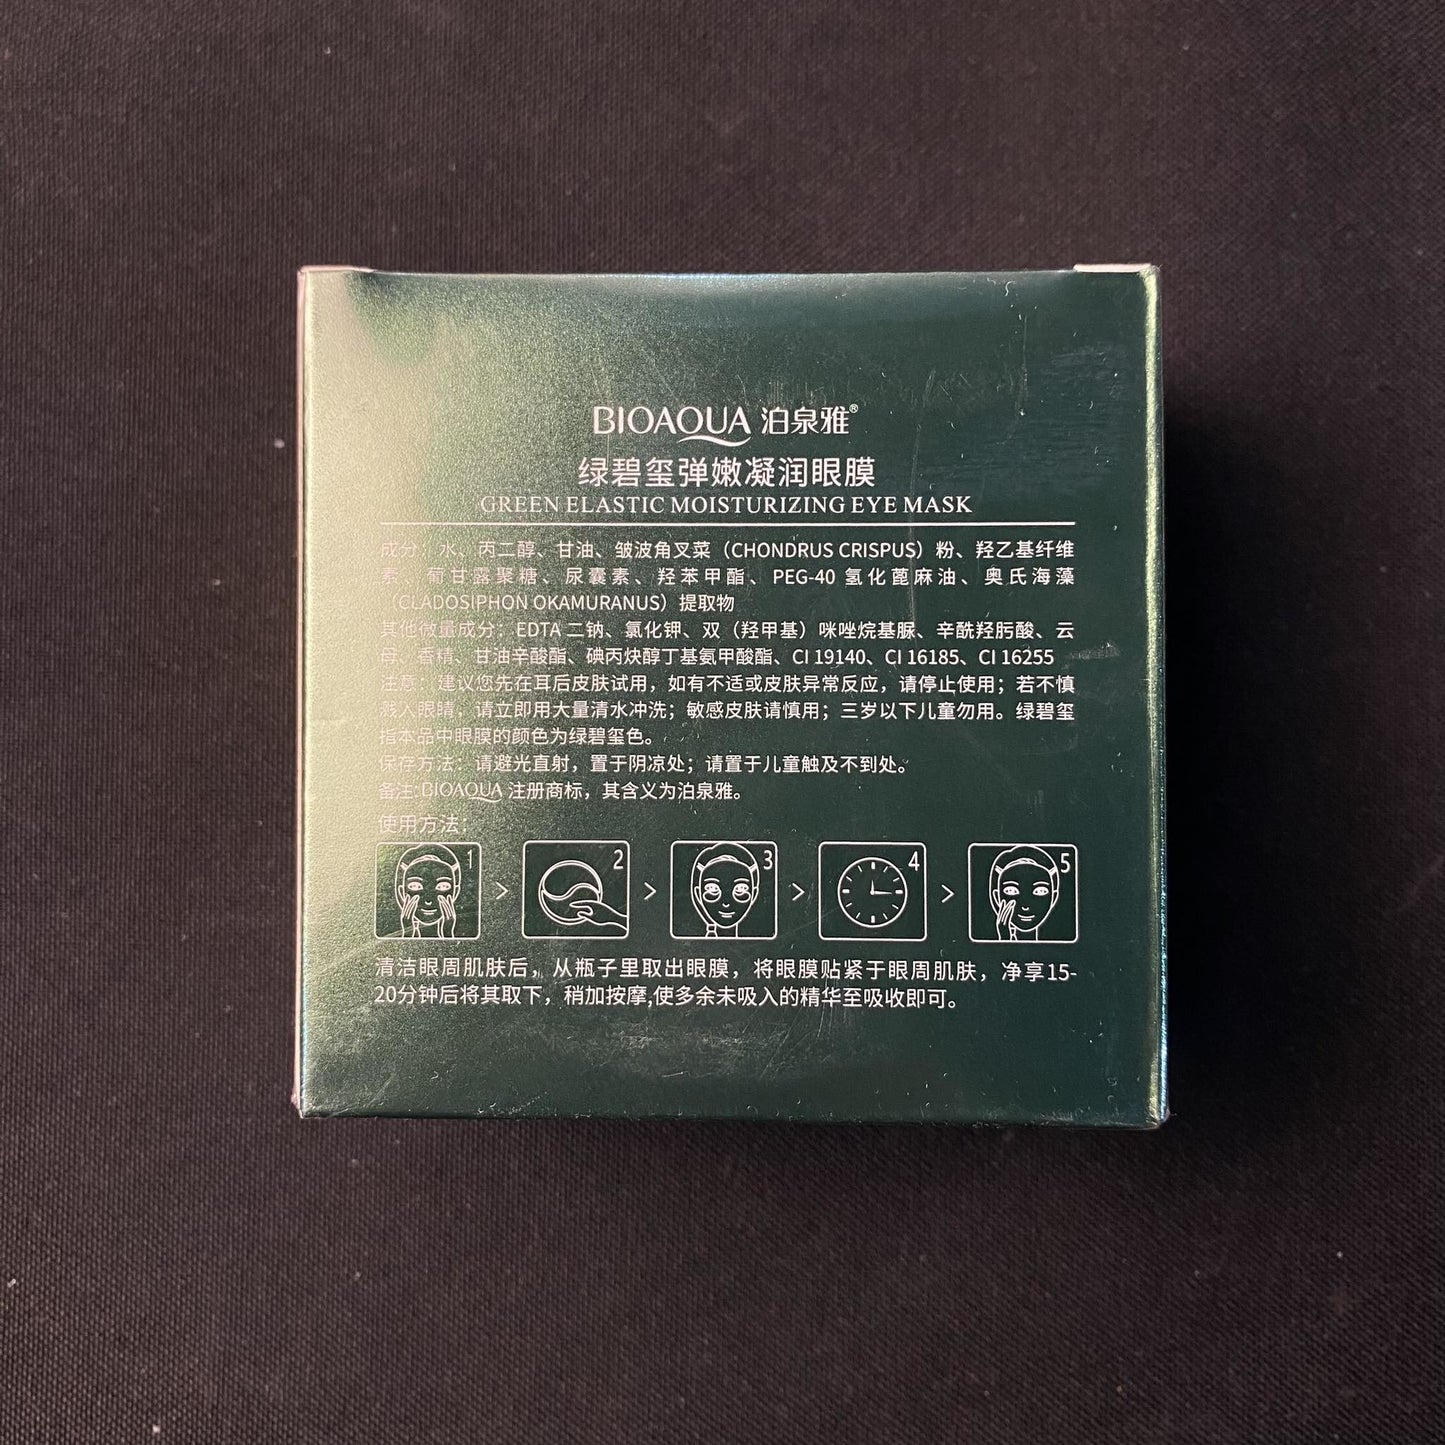 BIOAQUA 泊泉雅®
绿碧玺弹嫩凝润眼膜
GREEN ELASTIC MOISTURIZING EYE MASK
成分：水、丙二醇、甘油、皱波角叉菜（CHONDRUS CRISPUS）粉、羟乙基纤维
素、葡甘露聚糖、尿囊素、羟苯甲酯、PEG-40 氢化蓖麻油、奥氏海藻
（CLADOSIPHON OKAMURANUS）提取物
其他微量成分：EDTA 二钠、氯化钾、双（羟甲基）咪唑烷基脲、辛酰羟肟酸、云
母、香精、甘油辛酸酯、碘丙炔醇丁基氨甲酸酯、CI 19140、CI 16185、CI 16255
注意：建议您先在耳后皮肤试用，如有不适或皮肤异常反应，请停止使用；若不慎
溅入眼睛，请立即用大量清水冲洗；敏感皮肤请慎用；三岁以下儿童勿用。绿碧玺
指本品中眼膜的颜色为绿碧玺色。
保存方法：请避光直射，置于阴凉处；请置于儿童触及不到处。
备注:BIOAQUA 注册商标，其含义为泊泉雅。
使用方法：
1 > 2 > 3 > 4 > 5
清洁眼周肌肤后，从瓶子里取出眼膜，将眼膜贴紧于眼周肌肤，净享15-
20分钟后将其取下，稍加按摩,使多余未吸入的精华至吸收即可。